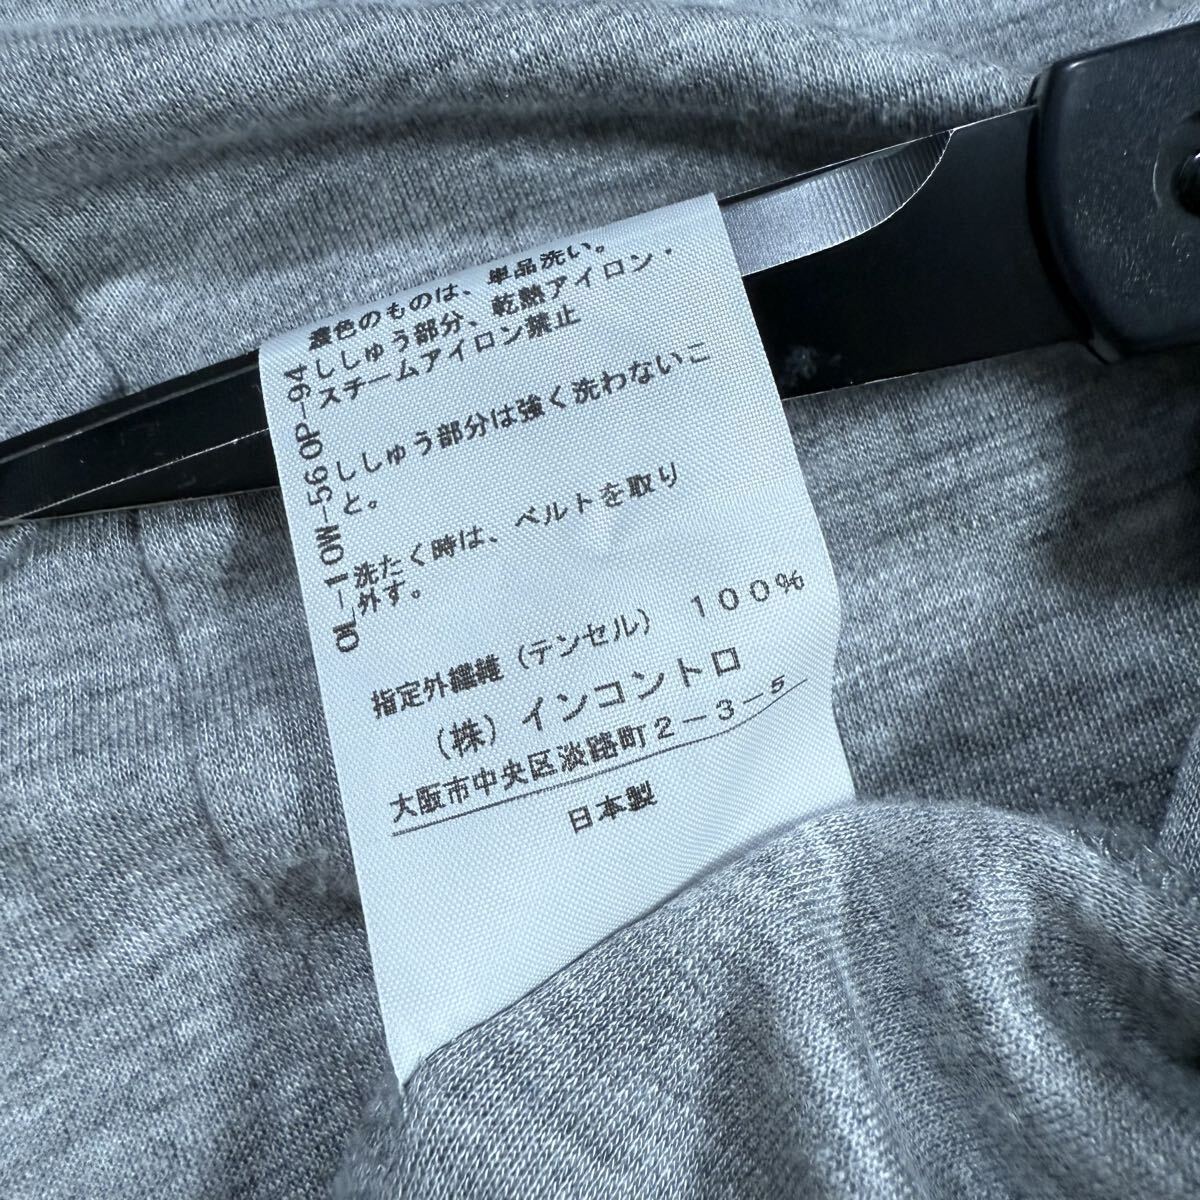 濃色のものは、単品洗い。
ししゅう部分、乾熱アイロン・
スチームアイロン禁止
ししゅう部分は強く洗わないこ
と。
洗たく時は、ベルトを取り
外す。
指定外繊維（テンセル） １００％
（株）インコントロ
大阪市中央区淡路町２－３－５
日本製
QL-10W-56OP-94